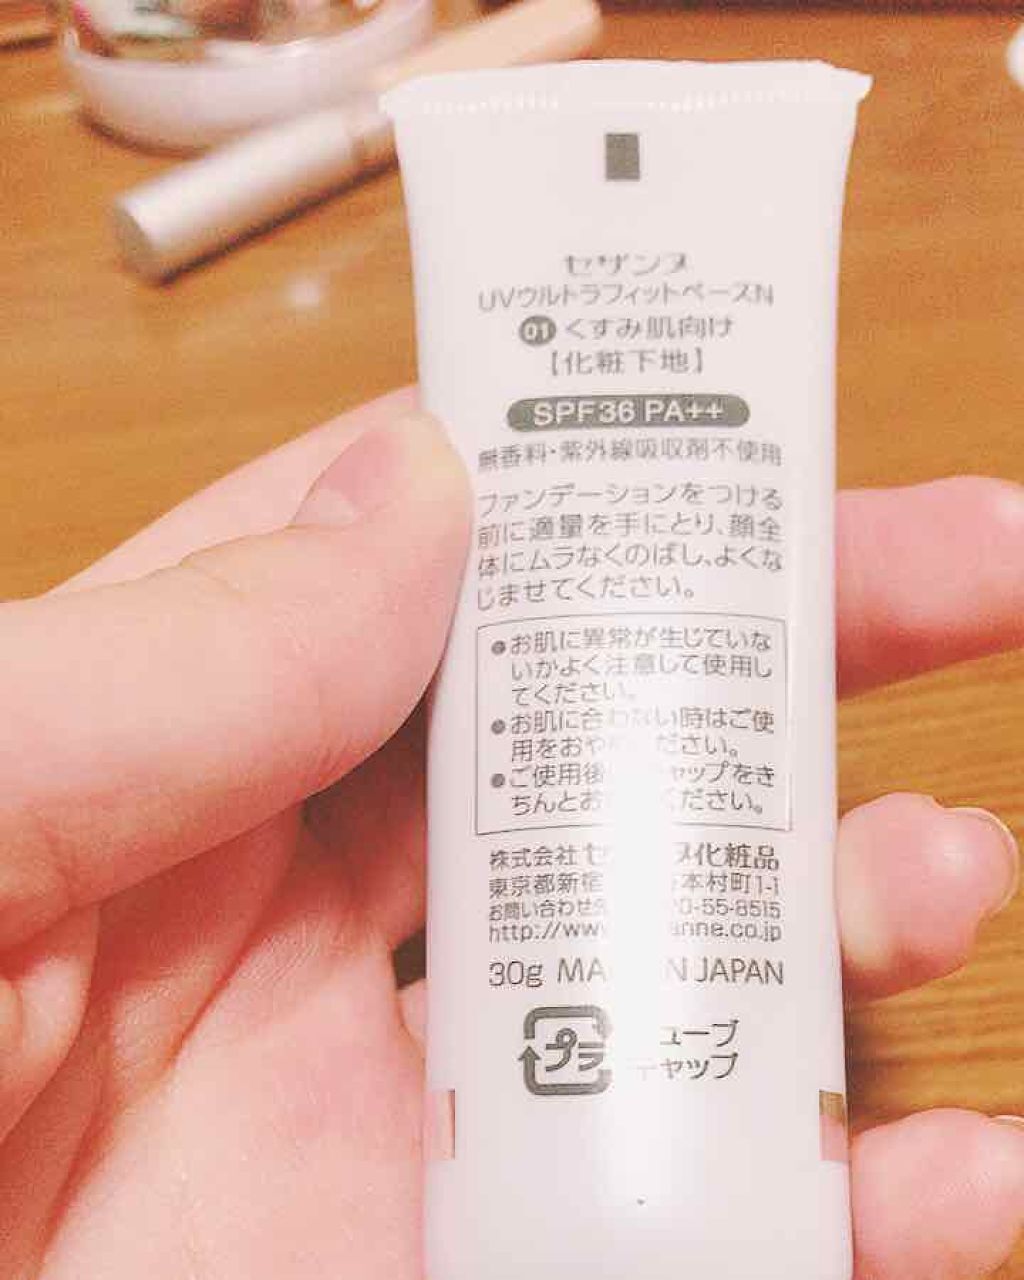 セザンヌ
UVウルトラフィットベースN
01 くすみ肌向け
【化粧下地】
SPF36 PA++
無香料・紫外線吸収剤不使用
ファンデーションをつける
前に適量を手にとり、顔全
体にムラなくのばし、よくな
じませてください。
●お肌に異常が生じていな
いかよく注意して使用し
てください。
●お肌に合わない時はご使
用をおや ださい。
●ご使用後 キャップをき
ちんとお ください。
株式会社 セ ヌ化粧品
東京都新宿 本村町1-1
お問い合わせ 0-55-8515
http://ww anne.co.jp
30g MA N JAPAN
プラ
ューブ
キャップ